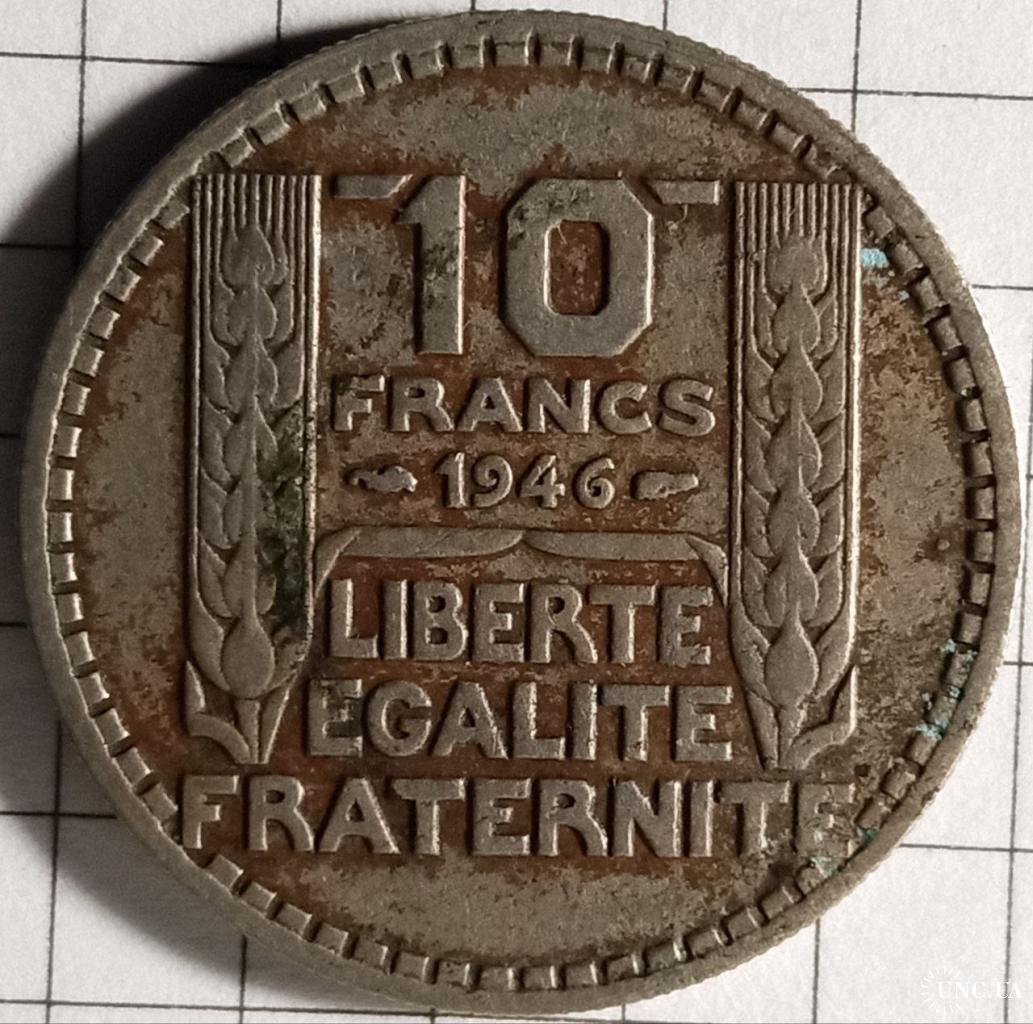 10
FRANCS
1946
LIBERTE
EGALITE
FRATERNITE
UNC.UA